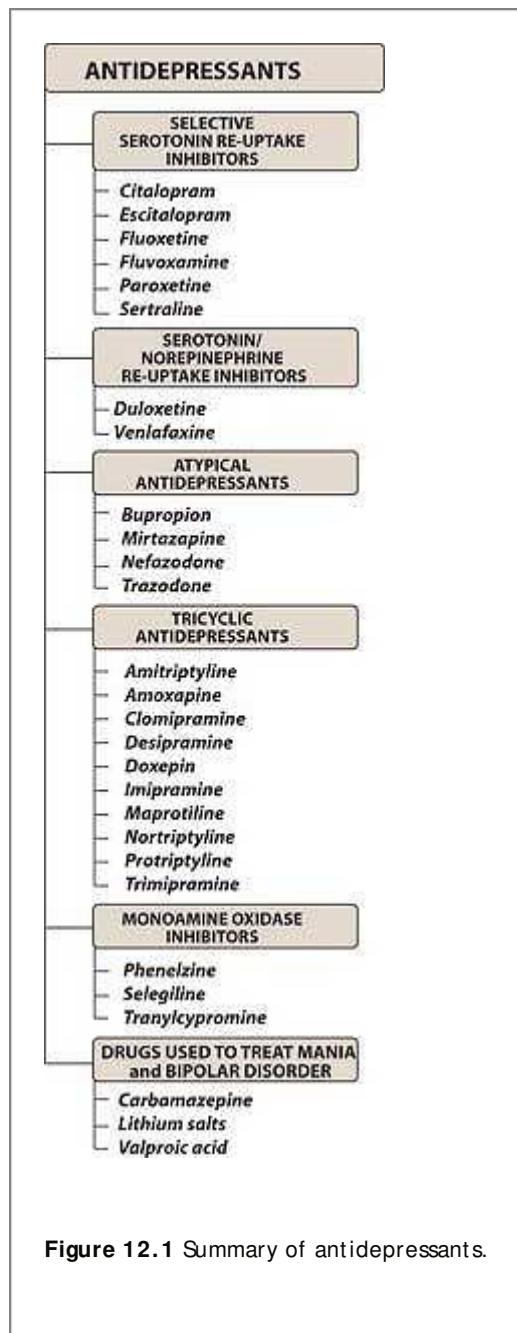 ANTIDEPRESSANTS
SELECTIVE
SEROTONIN RE-UPTAKE
INHIBITORS
Citalopram
Escitalopram
Fluoxetine
Fluvoxamine
Paroxetine
Sertraline
SEROTONIN/
NOREPINEPHRINE
RE-UPTAKE INHIBITORS
Duloxetine
Venlafaxine
ATYPICAL
ANTIDEPRESSANTS
Bupropion
Mirtazapine
Nefazodone
Trazodone
TRICYCLIC
ANTIDEPRESSANTS
Amitriptyline
Amoxapine
Clomipramine
Desipramine
Doxepin
Imipramine
Maprotiline
Nortriptyline
Protriptyline
Trimipramine
MONOAMINE OXIDASE
INHIBITORS
Phenelzine
Selegiline
Tranylcypromine
DRUGS USED TO TREAT MANIA
and BIPOLAR DISORDER
Carbamazepine
Lithium salts
Valproic acid
Figure 12.1 Summary of antidepressants.